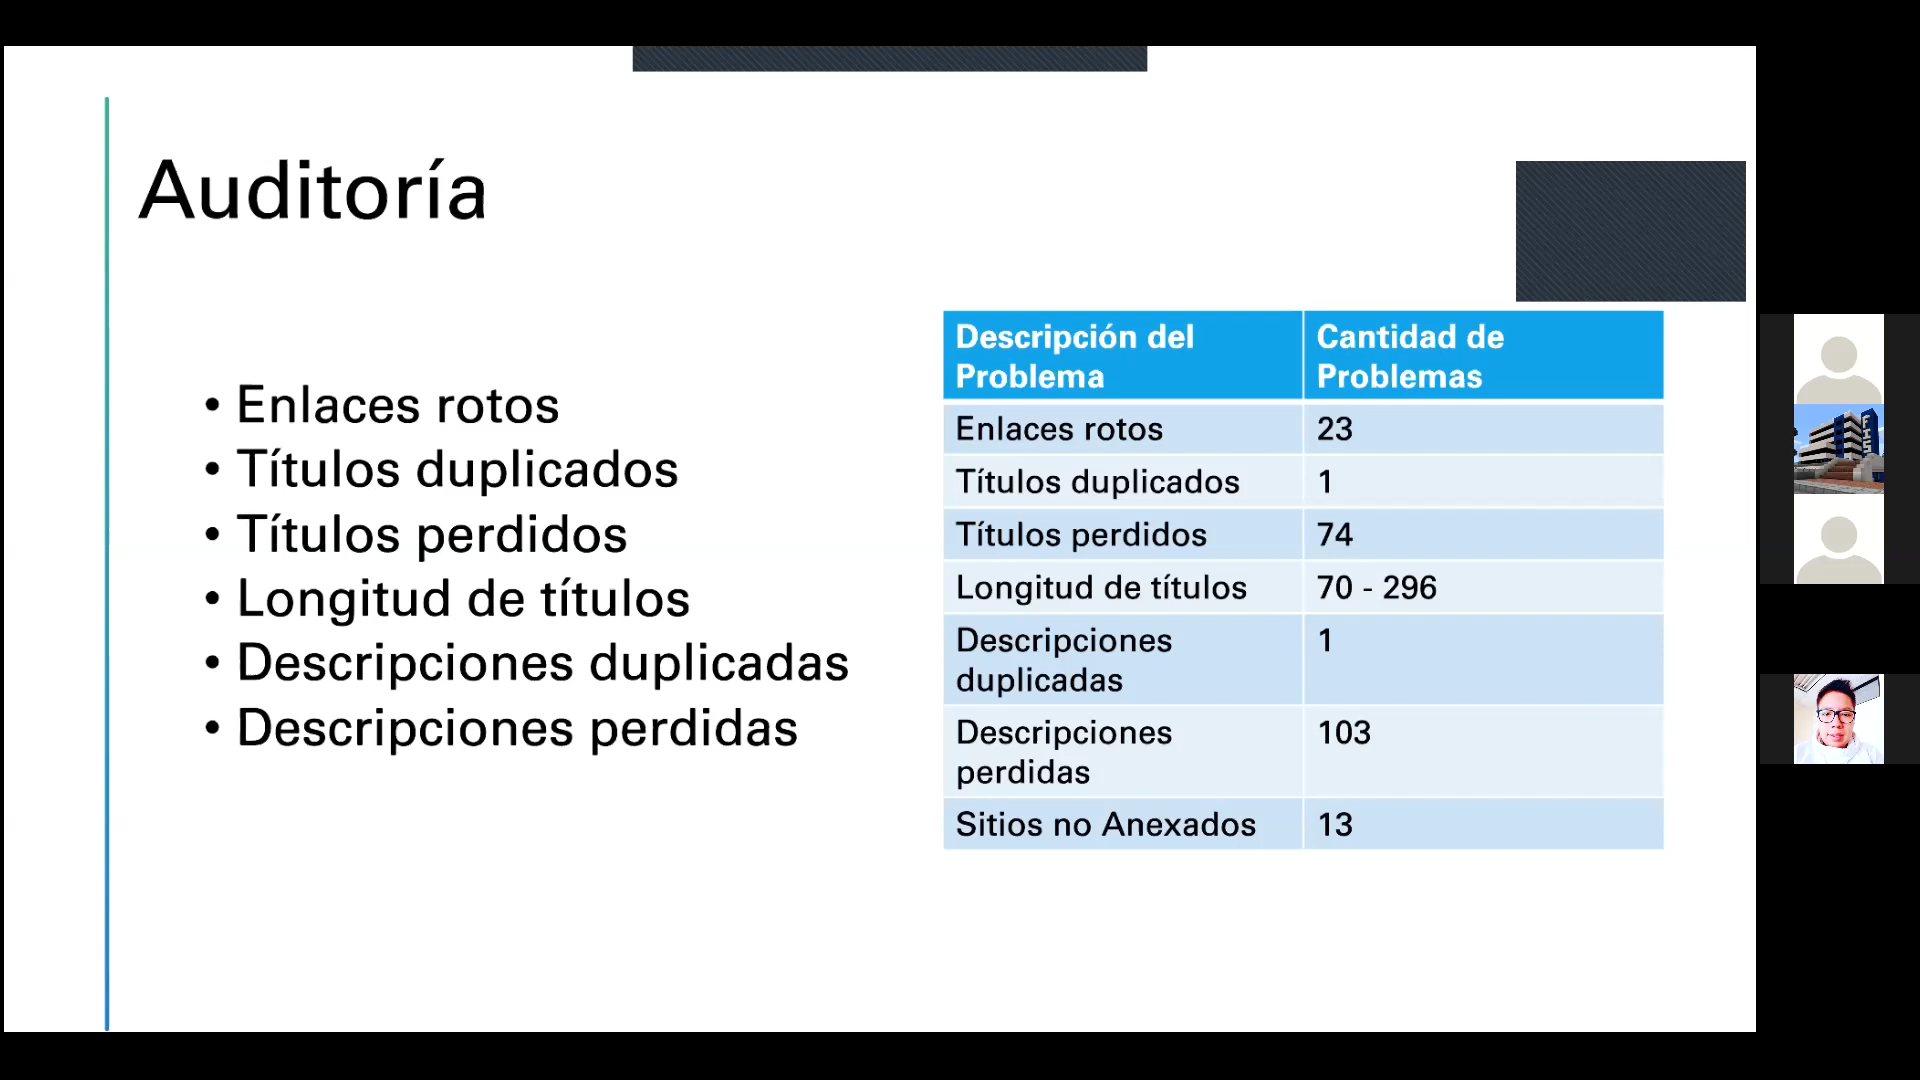 Auditoría
• Enlaces rotos
• Títulos duplicados
• Títulos perdidos
• Longitud de títulos
• Descripciones duplicadas
• Descripciones perdidas
Descripción del Problema
Cantidad de Problemas
Enlaces rotos 23
Títulos duplicados 1
Títulos perdidos 74
Longitud de títulos 70 - 296
Descripciones duplicadas 1
Descripciones perdidas 103
Sitios no Anexados 13